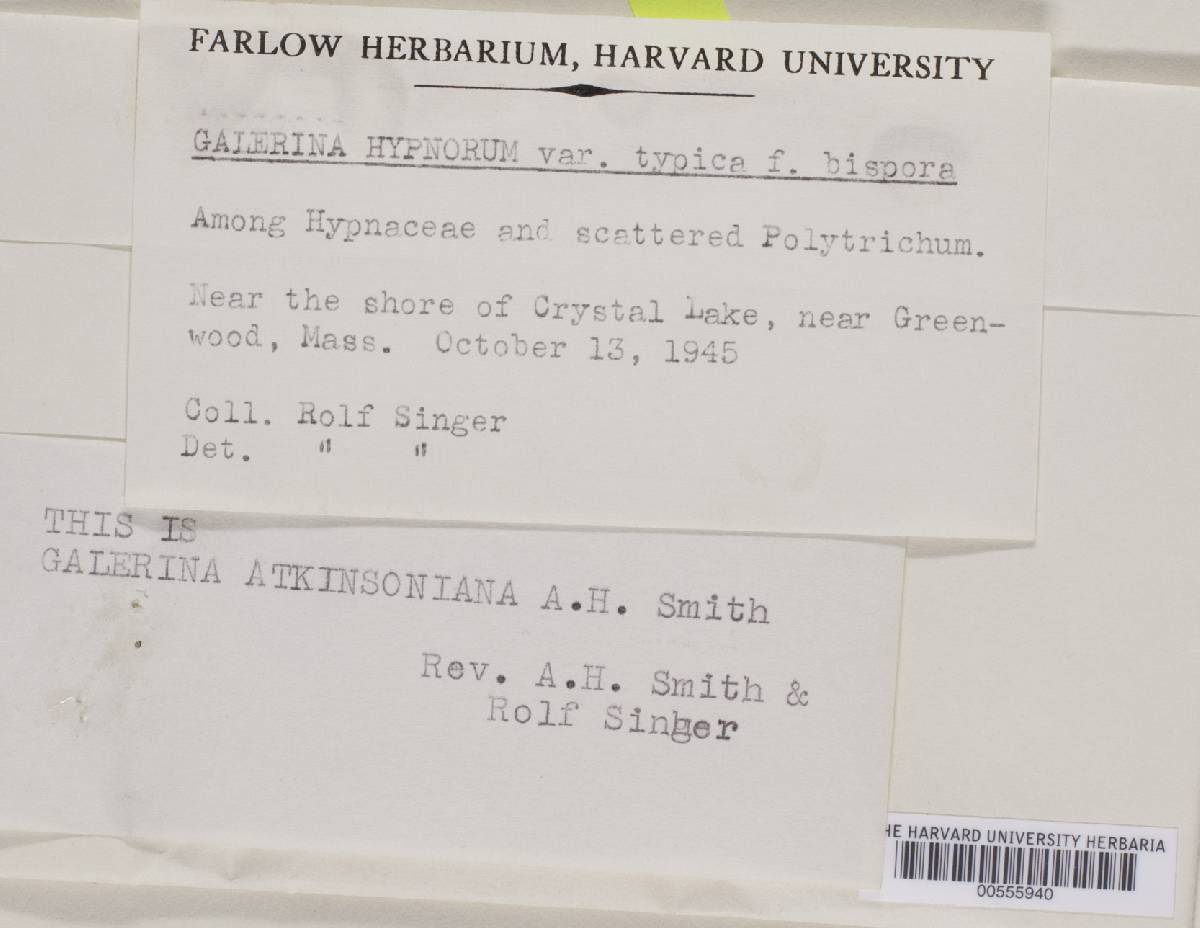 FARLOW HERBARIUM, HARVARD UNIVERSITY
GALERINA HYPNORUM var. typica f. bispora
Among Hypnaceae and scattered Polytrichum.
Near the shore of Crystal Lake, near Green-
wood, Mass. October 13, 1945
Coll. Rolf Singer
Det. " "
THIS IS
GALERINA ATKINSONIANA A.H. Smith
Rev. A.H. Smith &
Rolf Singer
HE HARVARD UNIVERSITY HERBARIA
00555940